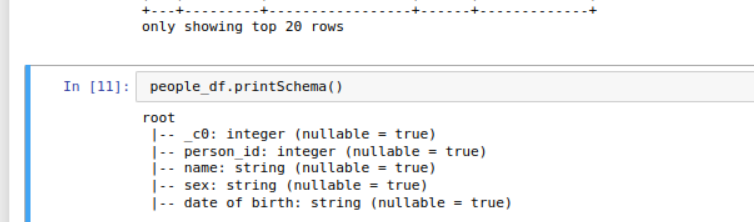 +---+---------+-----------------+------+-------------+
only showing top 20 rows
In [11]: people_df.printSchema()
root
 |-- _c0: integer (nullable = true)
 |-- person_id: integer (nullable = true)
 |-- name: string (nullable = true)
 |-- sex: string (nullable = true)
 |-- date of birth: string (nullable = true)